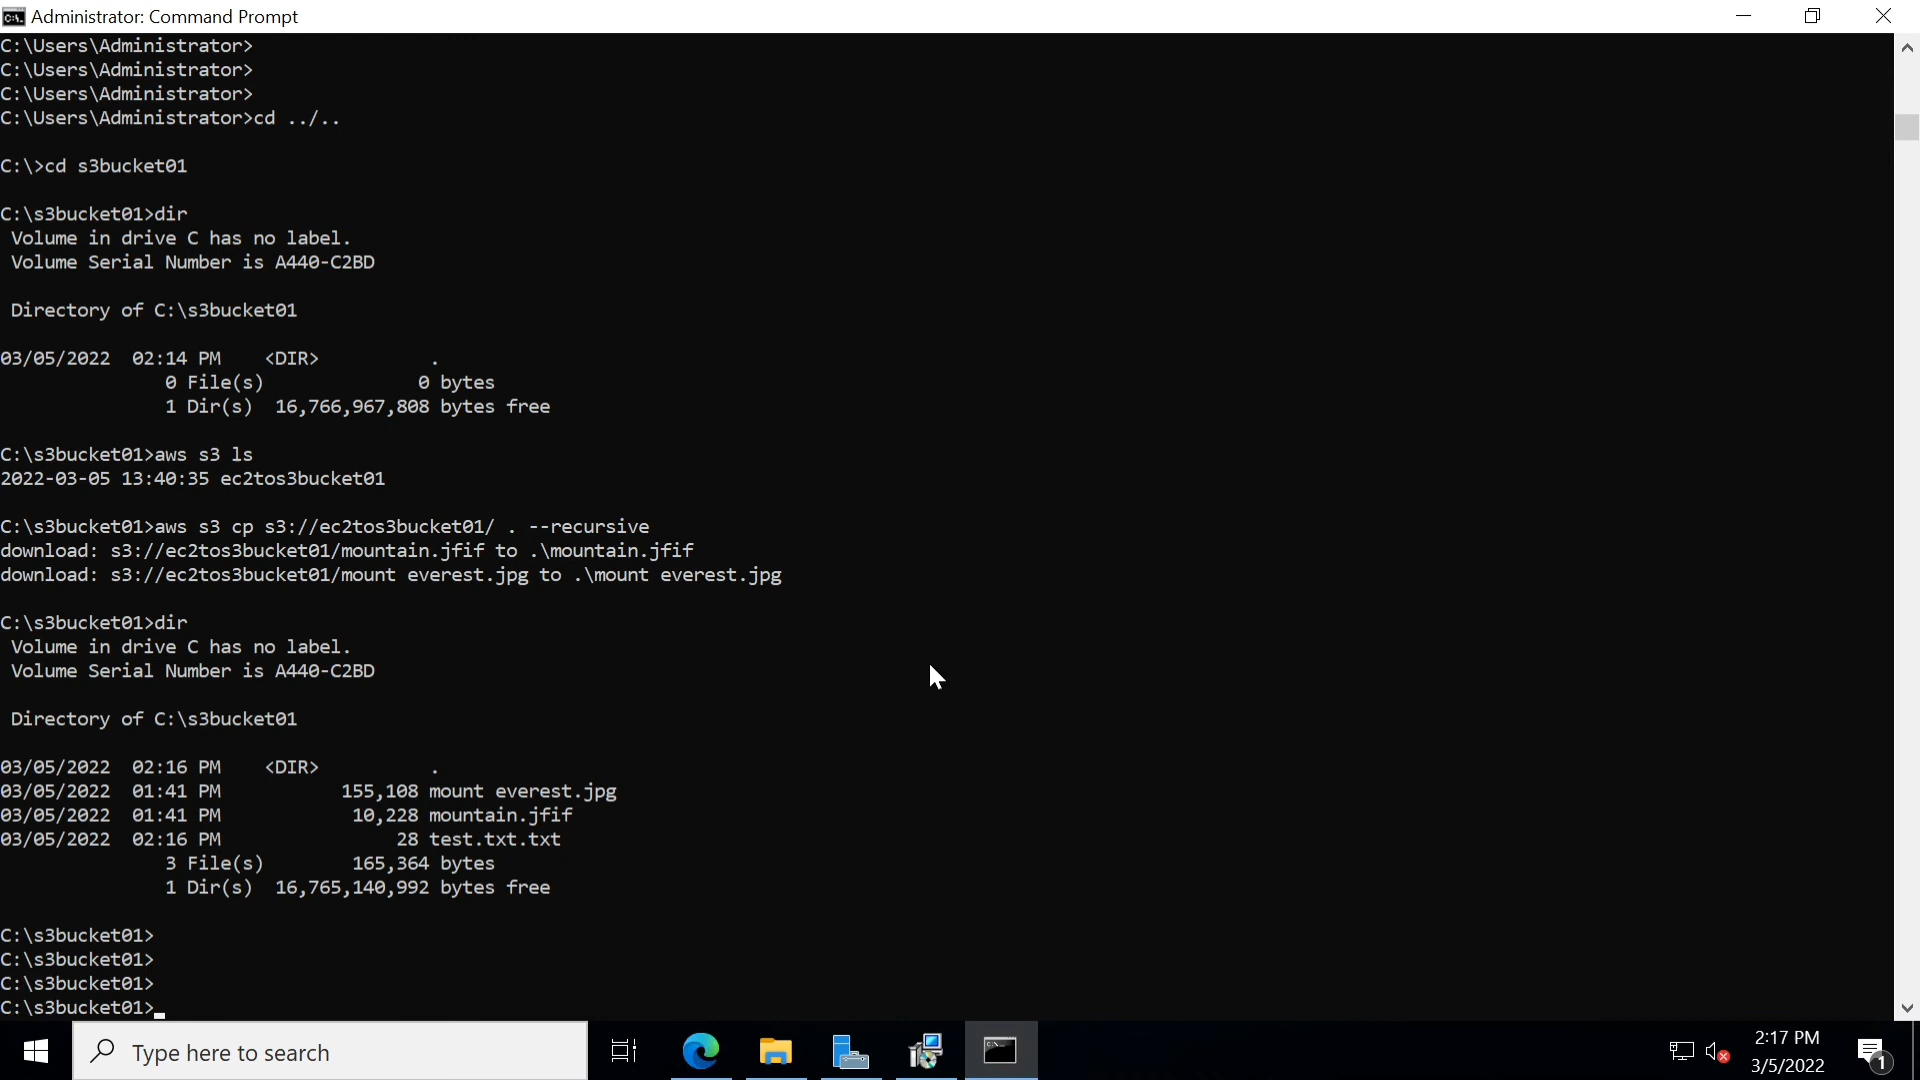 Administrator: Command Prompt
C:\Users\Administrator>
C:\Users\Administrator>
C:\Users\Administrator>
C:\Users\Administrator>cd ../..
C:\>cd s3bucket01
C:\s3bucket01>dir
Volume in drive C has no label.
Volume Serial Number is A440-C2BD
Directory of C:\s3bucket01
03/05/2022  02:14 PM    <DIR>          .
0 File(s)              0 bytes
1 Dir(s)  16,766,967,808 bytes free
C:\s3bucket01>aws s3 ls
2022-03-05 13:40:35 ec2tos3bucket01
C:\s3bucket01>aws s3 cp s3://ec2tos3bucket01/ . --recursive
download: s3://ec2tos3bucket01/mountain.jfif to .\mountain.jfif
download: s3://ec2tos3bucket01/mount everest.jpg to .\mount everest.jpg
C:\s3bucket01>dir
Volume in drive C has no label.
Volume Serial Number is A440-C2BD
Directory of C:\s3bucket01
03/05/2022  02:16 PM    <DIR>          .
03/05/2022  01:41 PM           155,108 mount everest.jpg
03/05/2022  01:41 PM            10,228 mountain.jfif
03/05/2022  02:16 PM                28 test.txt.txt
3 File(s)        165,364 bytes
1 Dir(s)  16,765,140,992 bytes free
C:\s3bucket01>
C:\s3bucket01>
C:\s3bucket01>
C:\s3bucket01>_
Type here to search
2:17 PM
3/5/2022
1